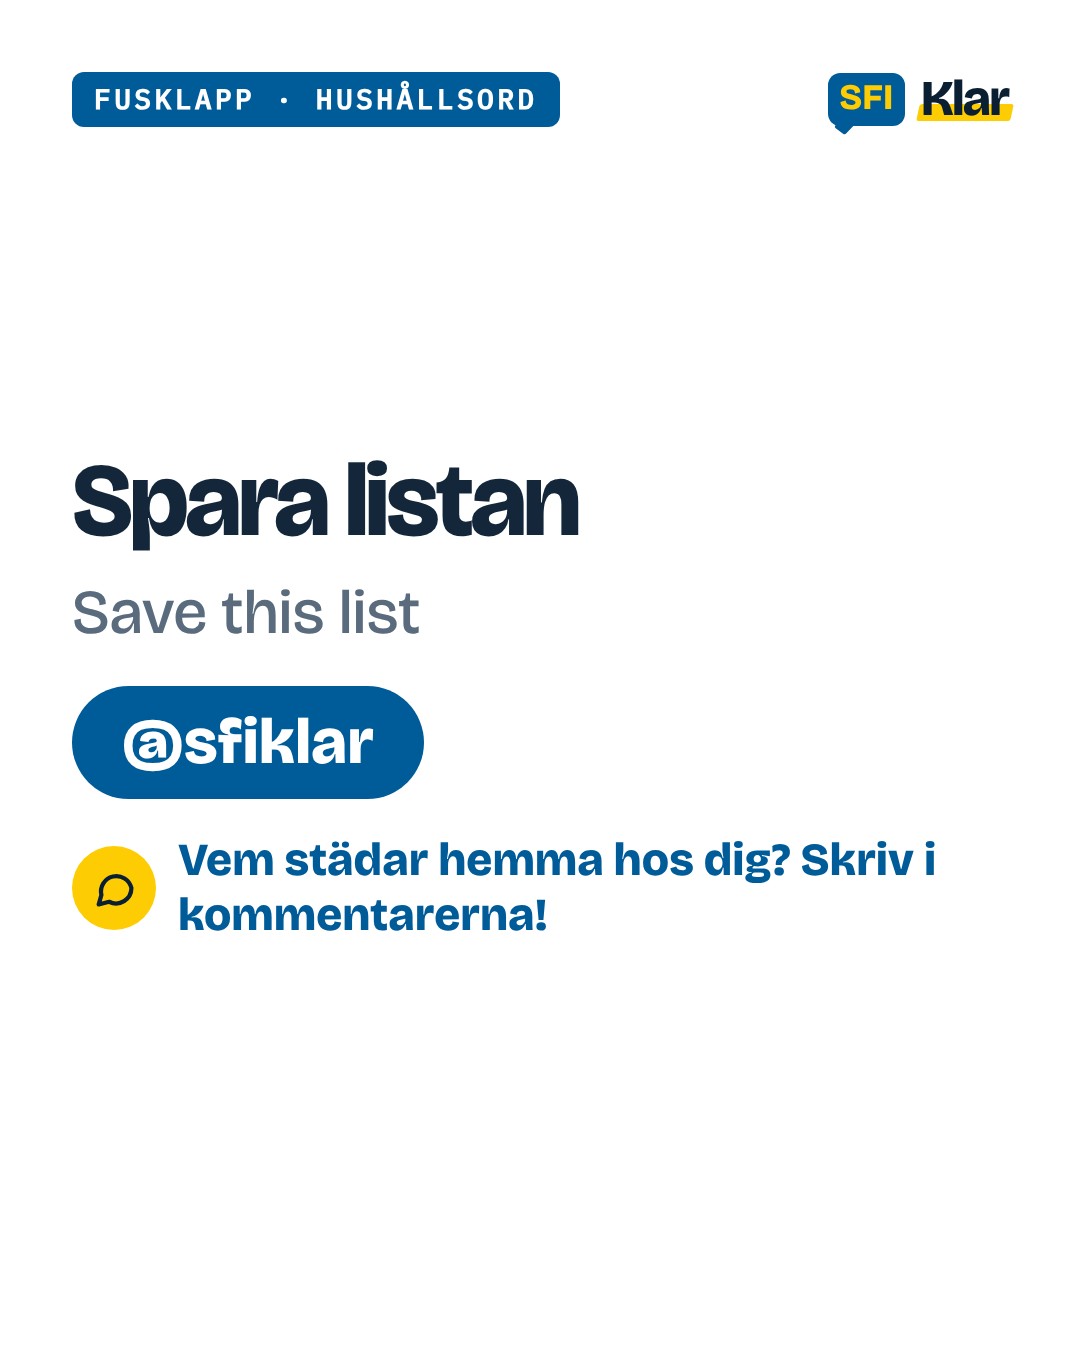 FUSKLAPP · HUSHÅLLSORD
SFI Klar
Spara listan
Save this list
@sfiklar
Vem städar hemma hos dig? Skriv i
kommentarerna!